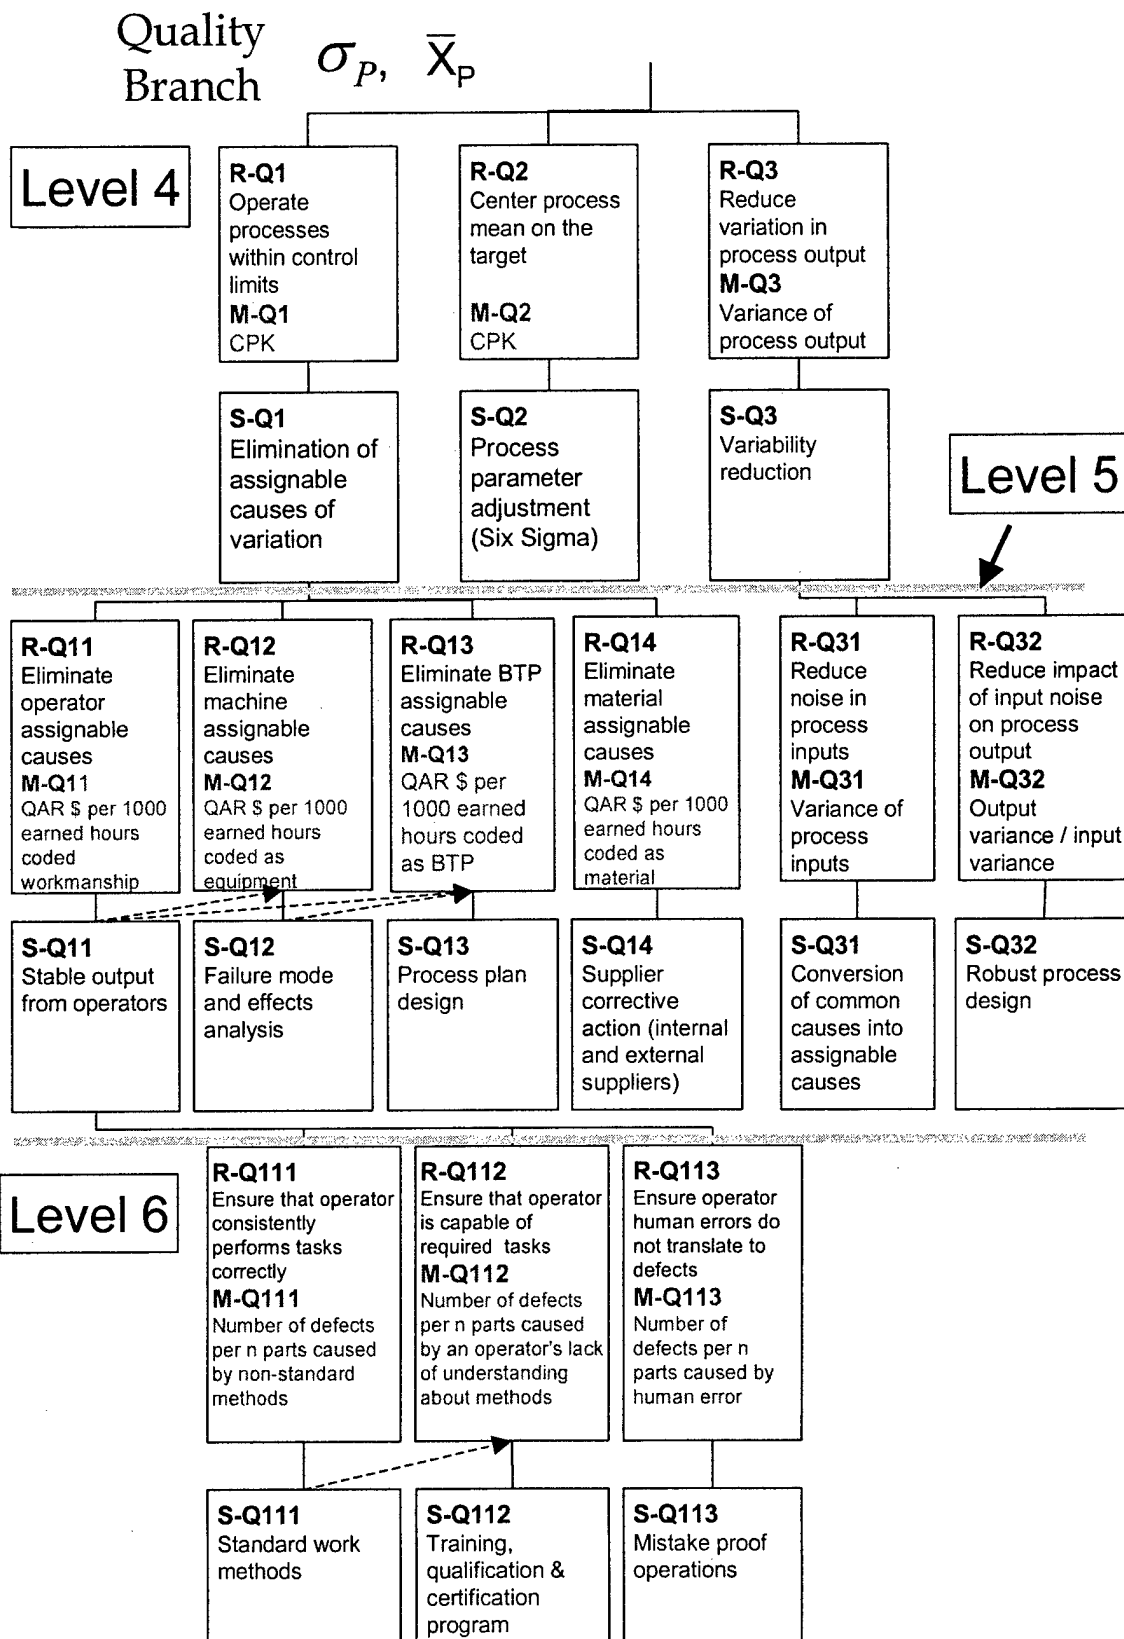 Quality
Branch
σP, X̄P
Level 4
R-Q1
Operate
processes
within control
limits
M-Q1
CPK
R-Q2
Center process
mean on the
target
M-Q2
CPK
R-Q3
Reduce
variation in
process output
M-Q3
Variance of
process output
S-Q1
Elimination of
assignable
causes of
variation
S-Q2
Process
parameter
adjustment
(Six Sigma)
S-Q3
Variability
reduction
Level 5
R-Q11
Eliminate
operator
assignable
causes
M-Q11
QAR $ per 1000
earned hours
coded
workmanship
R-Q12
Eliminate
machine
assignable
causes
M-Q12
QAR $ per 1000
earned hours
coded as
equipment
R-Q13
Eliminate BTP
assignable
causes
M-Q13
QAR $ per
1000 earned
hours coded
as BTP
R-Q14
Eliminate
material
assignable
causes
M-Q14
QAR $ per 1000
earned hours
coded as
material
R-Q31
Reduce
noise in
process
inputs
M-Q31
Variance of
process
inputs
R-Q32
Reduce impact
of input noise
on process
output
M-Q32
Output
variance / input
variance
S-Q11
Stable output
from operators
S-Q12
Failure mode
and effects
analysis
S-Q13
Process plan
design
S-Q14
Supplier
corrective
action (internal
and external
suppliers)
S-Q31
Conversion
of common
causes into
assignable
causes
S-Q32
Robust process
design
Level 6
R-Q111
Ensure that operator
consistently
performs tasks
correctly
M-Q111
Number of defects
per n parts caused
by non-standard
methods
R-Q112
Ensure that operator
is capable of
required tasks
M-Q112
Number of defects
per n parts caused
by an operator's lack
of understanding
about methods
R-Q113
Ensure operator
human errors do
not translate to
defects
M-Q113
Number of
defects per n
parts caused by
human error
S-Q111
Standard work
methods
S-Q112
Training,
qualification &
certification
program
S-Q113
Mistake proof
operations